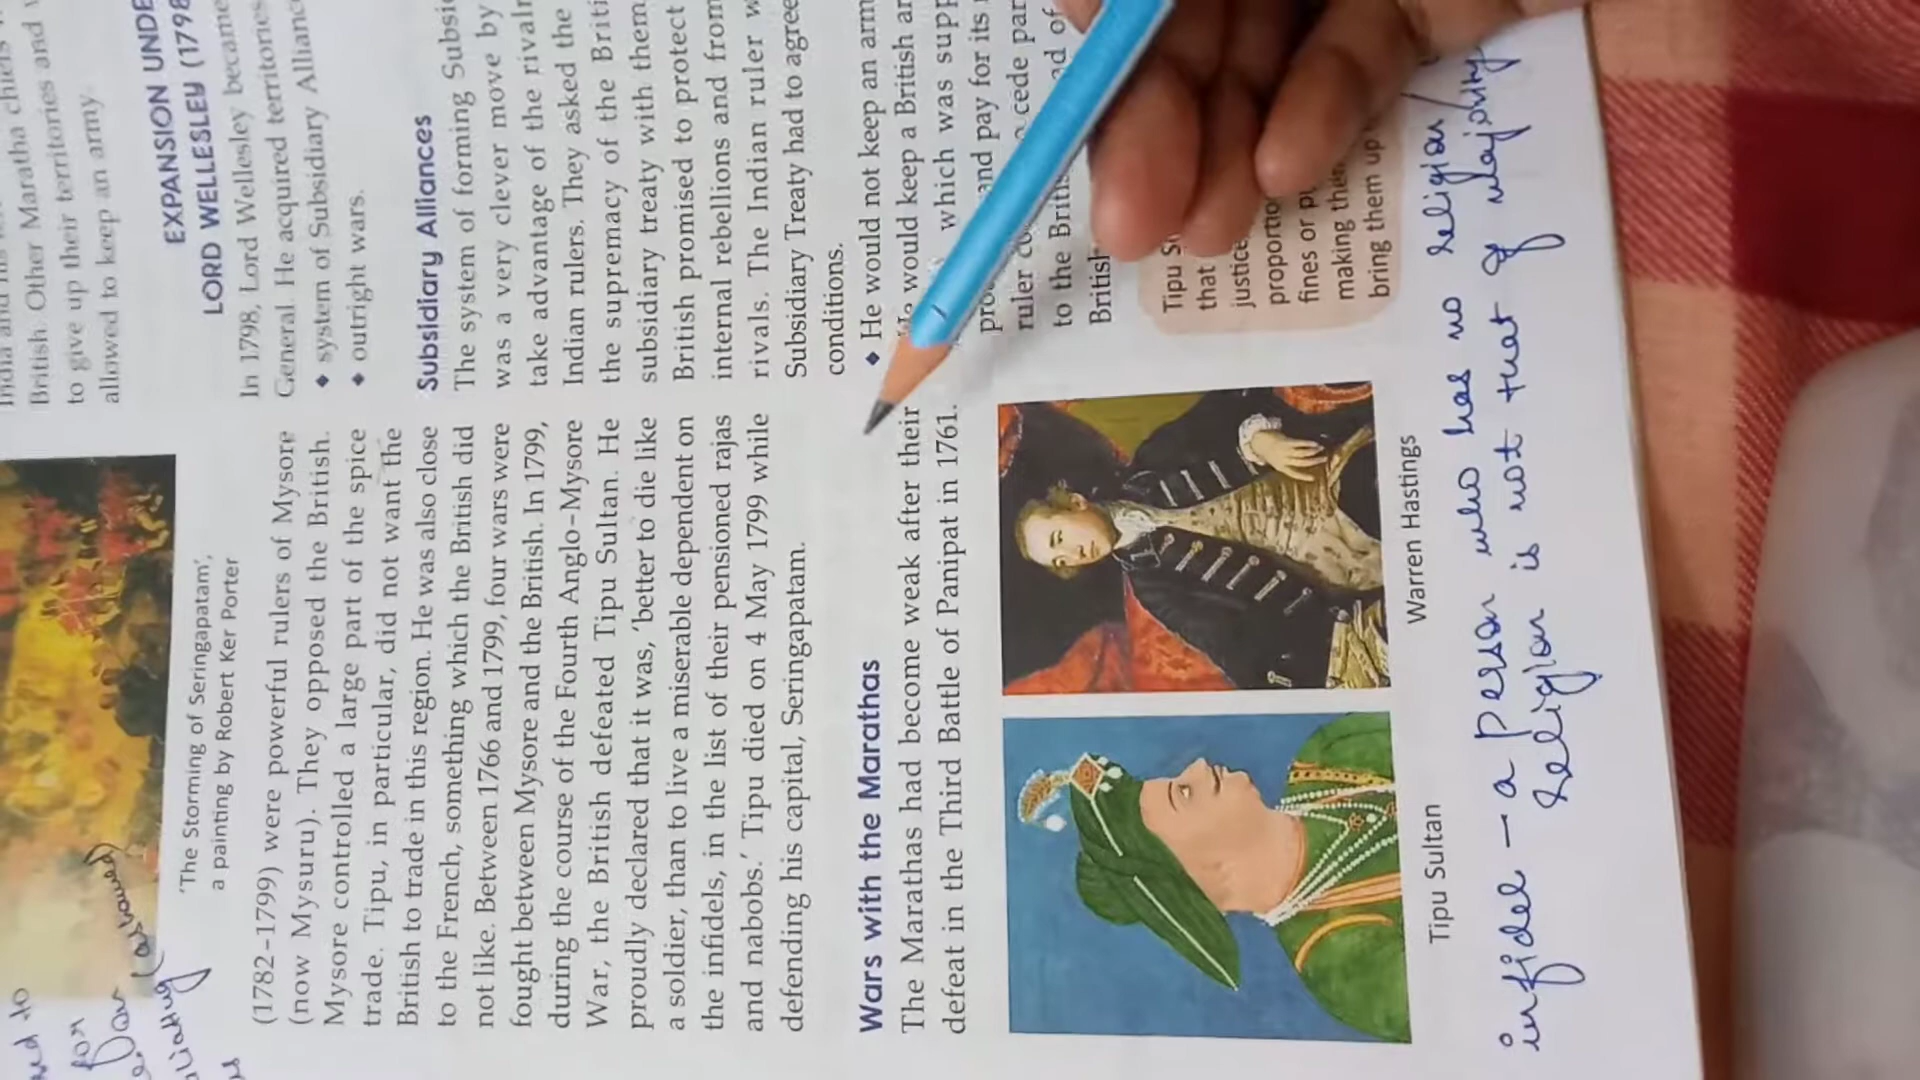 'The Storming of Seringapatam',
a painting by Robert Ker Porter
(1782–1799) were powerful rulers of Mysore
(now Mysuru). They opposed the British.
Mysore controlled a large part of the spice
trade. Tipu, in particular, did not want the
British to trade in this region. He was also close
to the French, something which the British did
not like. Between 1766 and 1799, four wars were
fought between Mysore and the British. In 1799,
during the course of the Fourth Anglo–Mysore
War, the British defeated Tipu Sultan. He
proudly declared that it was, 'better to die like
a soldier, than to live a miserable dependent on
the infidels, in the list of their pensioned rajas
and nabobs.' Tipu died on 4 May 1799 while
defending his capital, Seringapatam.
Wars with the Marathas
The Marathas had become weak after their
defeat in the Third Battle of Panipat in 1761.
Tipu Sultan
Warren Hastings
infidel – a person who has no religion /
religion is not that of majority
India and his
British. Other Maratha chiefs
to give up their territories and
allowed to keep an army.
EXPANSION UNDE
LORD WELLESLEY (1798
In 1798, Lord Wellesley became
General. He acquired territories
◆ system of Subsidiary Allianc
◆ outright wars.
Subsidiary Alliances
The system of forming Subsi
was a very clever move by
take advantage of the rivalr
Indian rulers. They asked the
the supremacy of the Briti
subsidiary treaty with them.
British promised to protect
internal rebellions and from
rivals. The Indian ruler w
Subsidiary Treaty had to agree
conditions.
◆ He would not keep an arm
would keep a British ar
which was supp
and pay for its
ruler cede par
to the Briti ad of
British
Tipu S
that
justice
proportio
fines or p
making the
bring them up